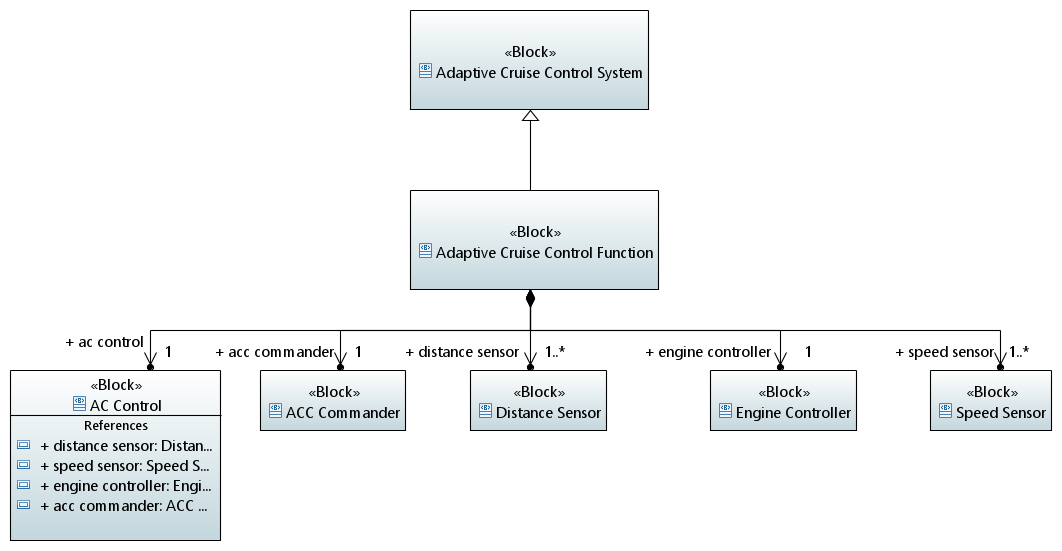 «Block»
Adaptive Cruise Control System
«Block»
Adaptive Cruise Control Function
+ ac control
1
+ acc commander
1
+ distance sensor
1..*
+ engine controller
1
+ speed sensor
1..*
«Block»
AC Control
References
+ distance sensor: Distan...
+ speed sensor: Speed S...
+ engine controller: Engi...
+ acc commander: ACC ...
«Block»
ACC Commander
«Block»
Distance Sensor
«Block»
Engine Controller
«Block»
Speed Sensor